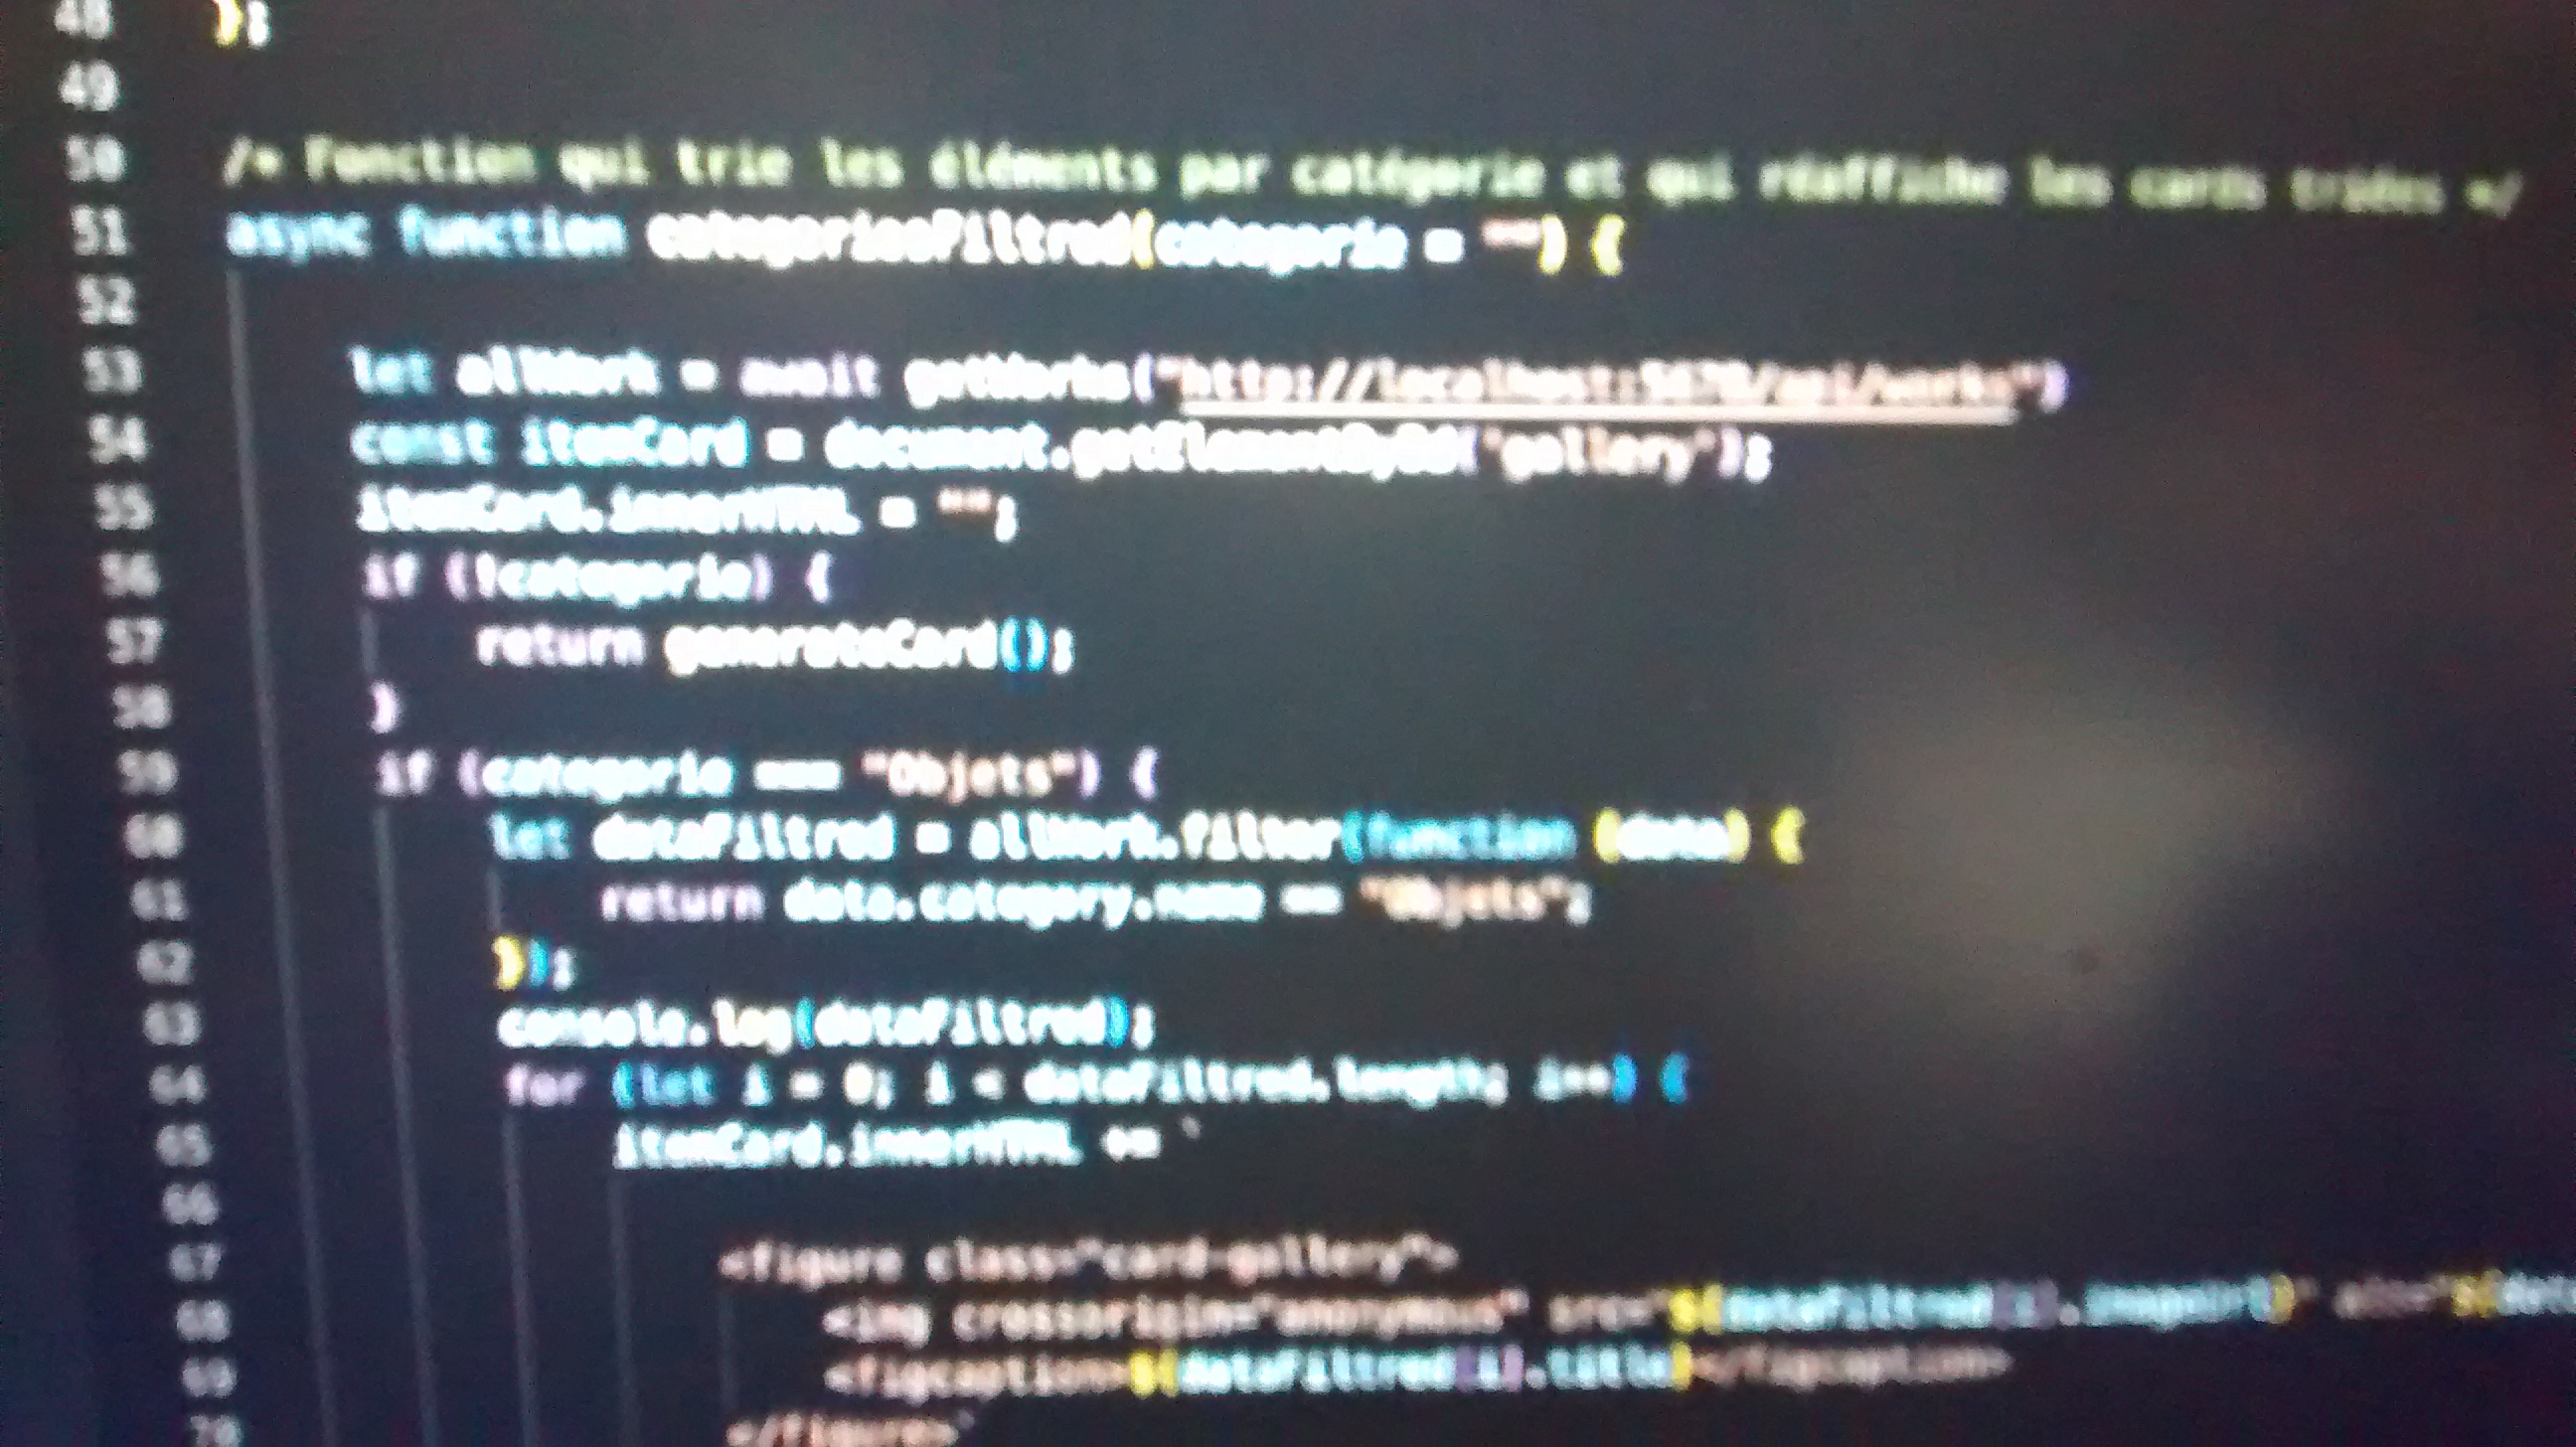 48 };
49
50 /* Fonction qui trie les éléments par catégorie et qui réaffiche les cards triées */
51 async function categorieFiltred(categorie = "") {
52
53 let allWork = await getWorks("http://localhost:5678/api/works")
54 const itemCard = document.getElementById('gallery');
55 itemCard.innerHTML = "";
56 if (!categorie) {
57 return generateCard();
58 }
59 if (categorie === "Objets") {
60 let dataFiltred = allWork.filter(function (data) {
61 return data.category.name == "Objets";
62 });
63 console.log(dataFiltred);
64 for (let i = 0; i < dataFiltred.length; i++) {
65 itemCard.innerHTML += `
66
67 <figure class="card-gallery">
68 <img crossorigin="anonymous" src="${dataFiltred[i].imageUrl}" alt="${dat
69 <figcaption>${dataFiltred[i].title}</figcaption>
70 </figure>`